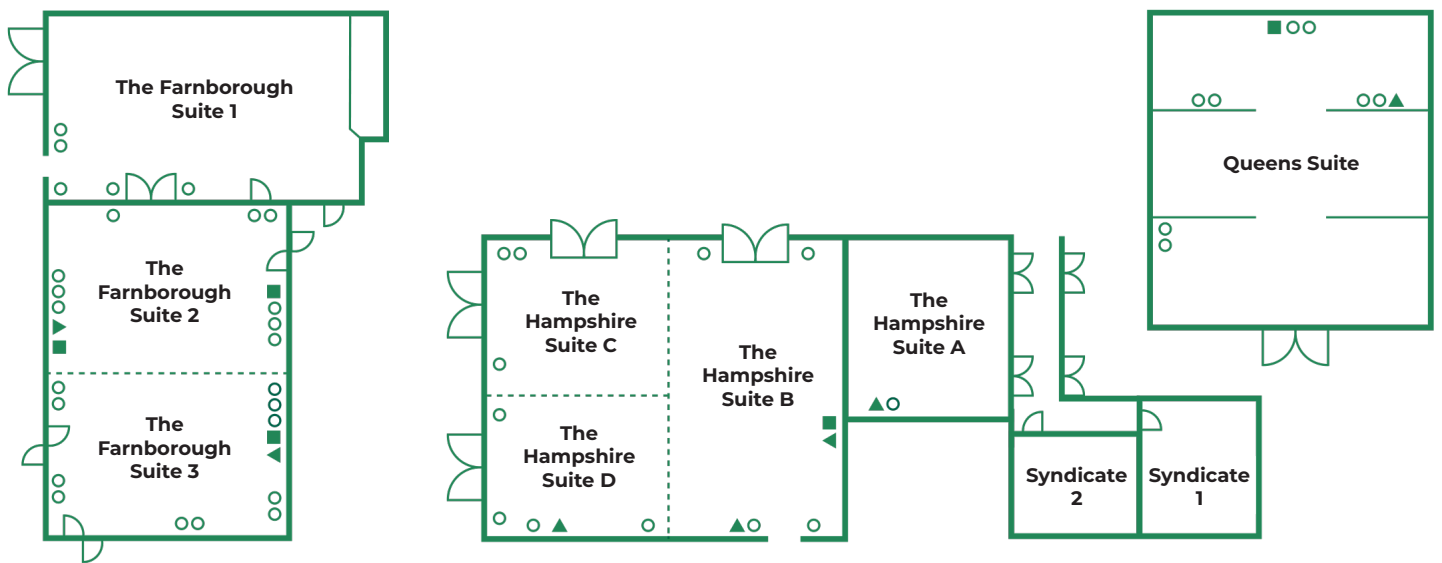 The Farnborough
Suite 1
The
Farnborough
Suite 2
The
Farnborough
Suite 3
The
Hampshire
Suite C
The
Hampshire
Suite D
The
Hampshire
Suite B
The
Hampshire
Suite A
Syndicate
2
Syndicate
1
Queens Suite